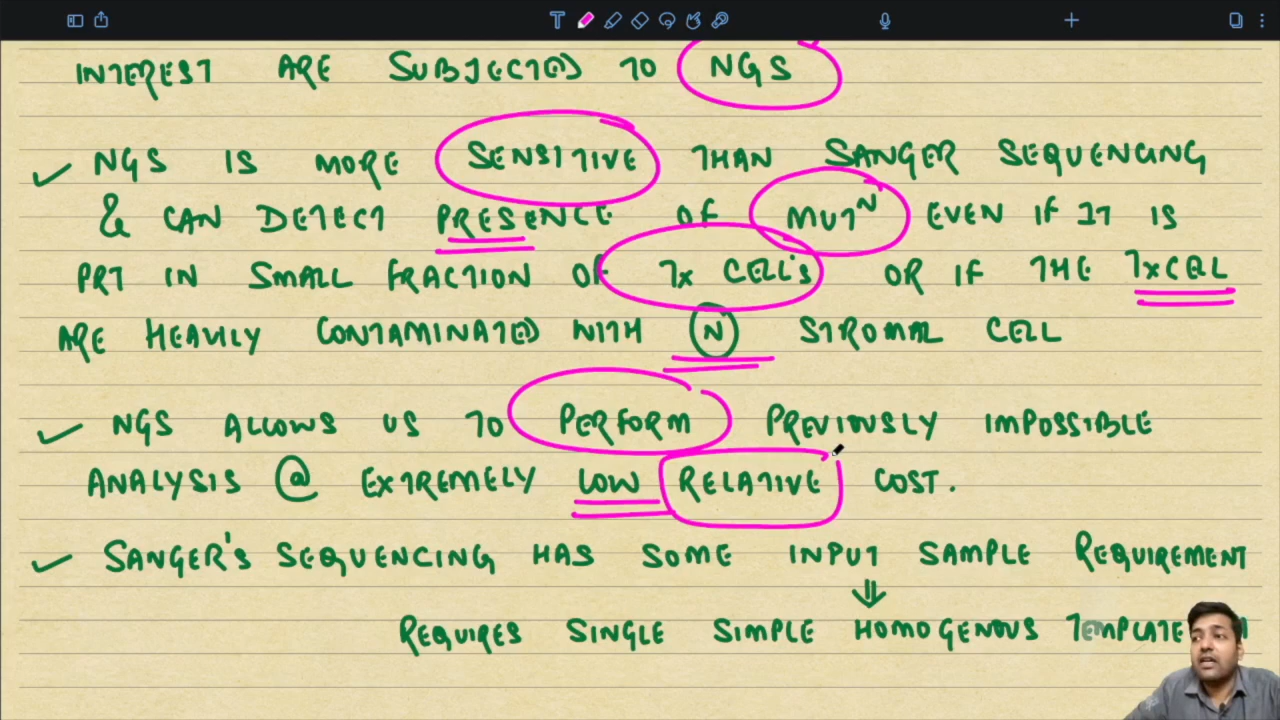 INTEREST ARE SUBJECTED TO NGS
NGS IS MORE SENSITIVE THAN SANGER SEQUENCING
& CAN DETECT PRESENCE OF MUTᴺ EVEN IF IT IS
PRT IN SMALL FRACTION OF Tx CELL'S OR IF THE TxCELL
ARE HEAVILY CONTAMINATED WITH N STROMAL CELL
NGS ALLOWS US TO PERFORM PREVIOUSLY IMPOSSIBLE
ANALYSIS @ EXTREMELY LOW RELATIVE COST.
SANGER'S SEQUENCING HAS SOME INPUT SAMPLE REQUIREMENT
⇓
REQUIRES SINGLE SIMPLE HOMOGENOUS TEMPLATE